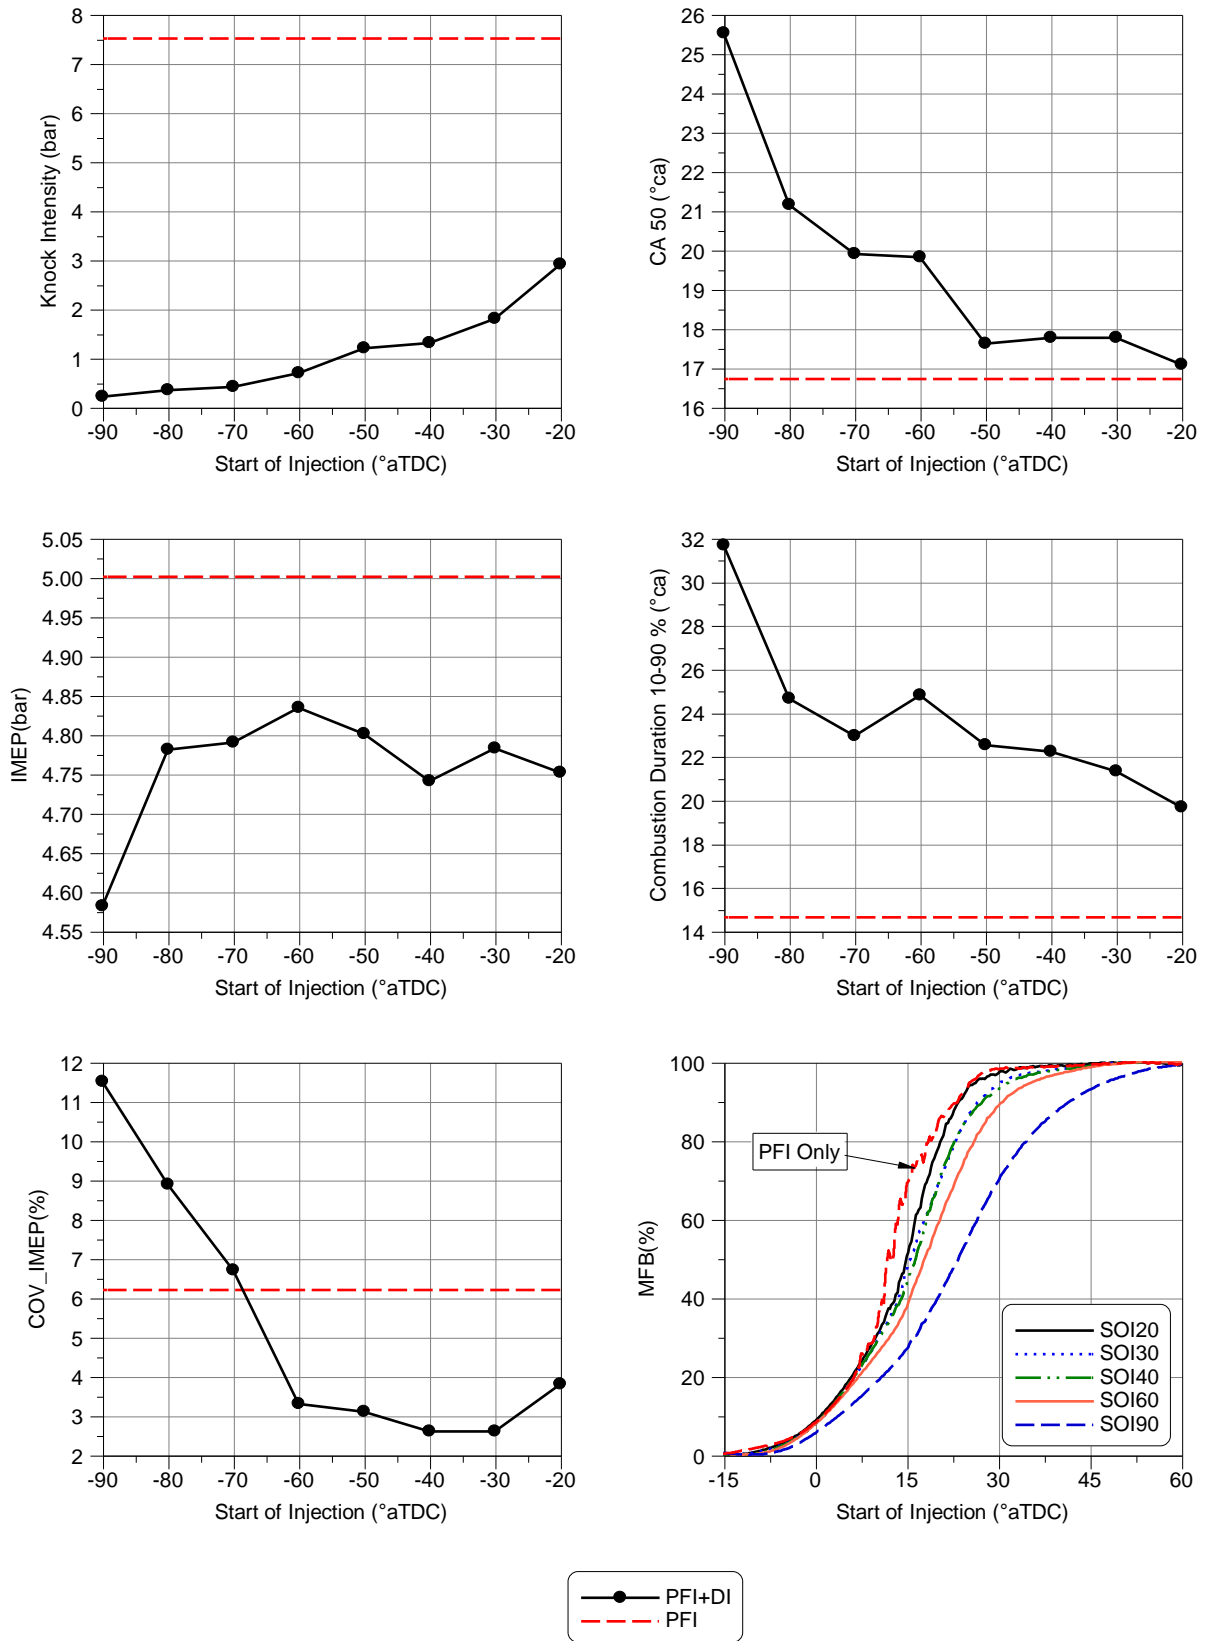 8
7
6
5
4
3
2
1
0
Knock Intensity (bar)
-90 -80 -70 -60 -50 -40 -30 -20
Start of Injection (°aTDC)
26
25
24
23
22
21
20
19
18
17
16
CA 50 (°ca)
-90 -80 -70 -60 -50 -40 -30 -20
Start of Injection (°aTDC)
5.05
5.00
4.95
4.90
4.85
4.80
4.75
4.70
4.65
4.60
4.55
IMEP(bar)
-90 -80 -70 -60 -50 -40 -30 -20
Start of Injection (°aTDC)
32
30
28
26
24
22
20
18
16
14
Combustion Duration 10-90 % (°ca)
-90 -80 -70 -60 -50 -40 -30 -20
Start of Injection (°aTDC)
12
11
10
9
8
7
6
5
4
3
2
COV_IMEP(%)
-90 -80 -70 -60 -50 -40 -30 -20
Start of Injection (°aTDC)
100
80
60
40
20
0
MFB(%)
PFI Only
SOI20
SOI30
SOI40
SOI60
SOI90
-15 0 15 30 45 60
Start of Injection (°aTDC)
PFI+DI
PFI